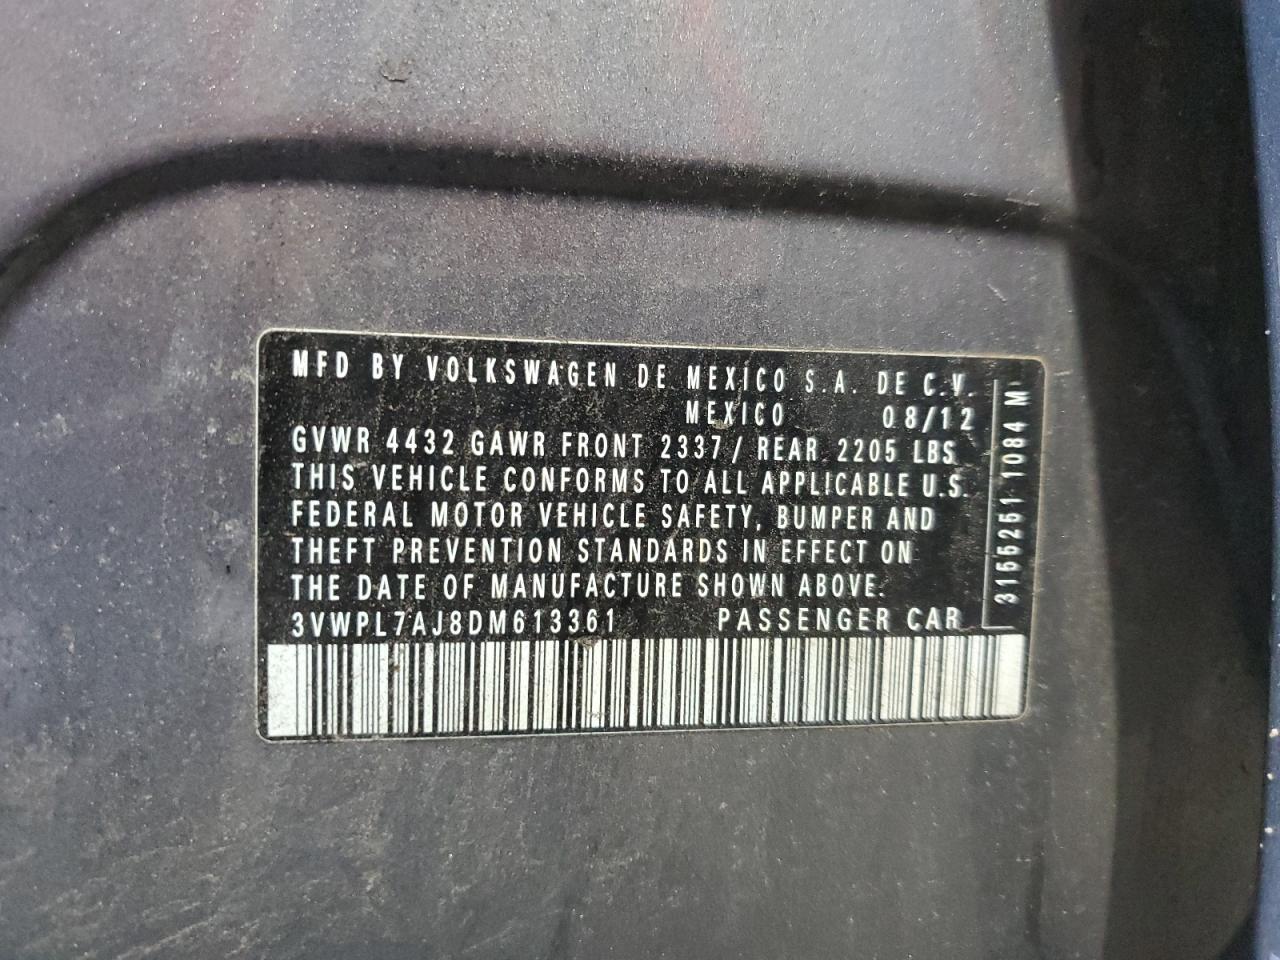 MFD BY VOLKSWAGEN DE MEXICO S.A. DE C.V.
MEXICO 08/12
GVWR 4432 GAWR FRONT 2337/ REAR 2205 LBS
THIS VEHICLE CONFORMS TO ALL APPLICABLE U.S.
FEDERAL MOTOR VEHICLE SAFETY, BUMPER AND
THEFT PREVENTION STANDARDS IN EFFECT ON
THE DATE OF MANUFACTURE SHOWN ABOVE.
3VWPL7AJ8DM613361 PASSENGER CAR
3155261 1084 M